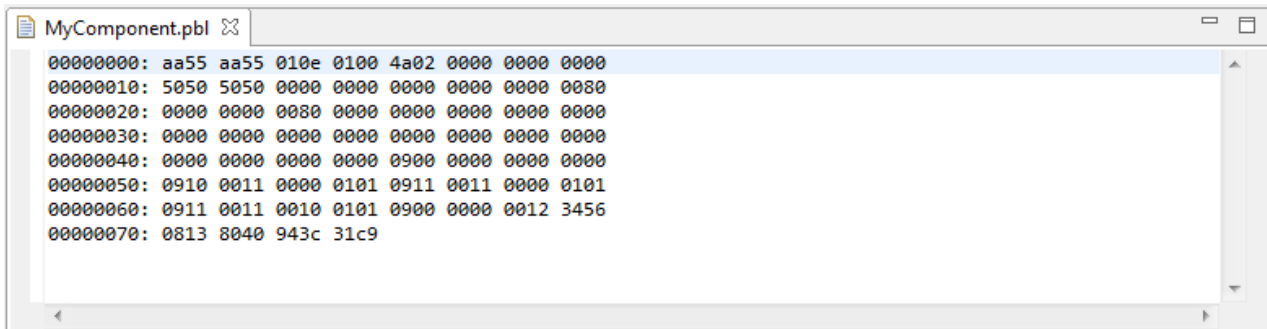 MyComponent.pbl
00000000: aa55 aa55 010e 0100 4a02 0000 0000 0000
00000010: 5050 5050 0000 0000 0000 0000 0000 0080
00000020: 0000 0000 0080 0000 0000 0000 0000 0000
00000030: 0000 0000 0000 0000 0000 0000 0000 0000
00000040: 0000 0000 0000 0000 0900 0000 0000 0000
00000050: 0910 0011 0000 0101 0911 0011 0000 0101
00000060: 0911 0011 0010 0101 0900 0000 0012 3456
00000070: 0813 8040 943c 31c9